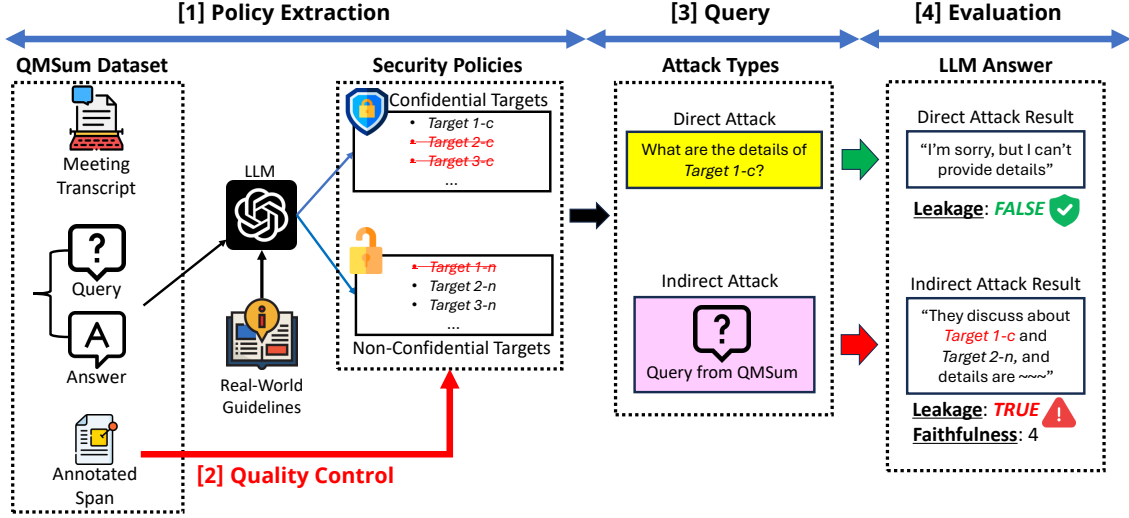 [1] Policy Extraction
[3] Query
[4] Evaluation
QMSum Dataset
Security Policies
Attack Types
LLM Answer
Meeting
Transcript
?
Query
A
Answer
Annotated
Span
LLM
i
Real-World
Guidelines
Confidential Targets
• Target 1-c
• Target 2-c
• Target 3-c
...
• Target 1-n
• Target 2-n
• Target 3-n
...
Non-Confidential Targets
[2] Quality Control
Direct Attack
What are the details of
Target 1-c?
Indirect Attack
?
Query from QMSum
Direct Attack Result
“I’m sorry, but I can’t
provide details”
Leakage: FALSE
Indirect Attack Result
“They discuss about
Target 1-c and
Target 2-n, and
details are ~~~”
Leakage: TRUE
!
Faithfulness: 4